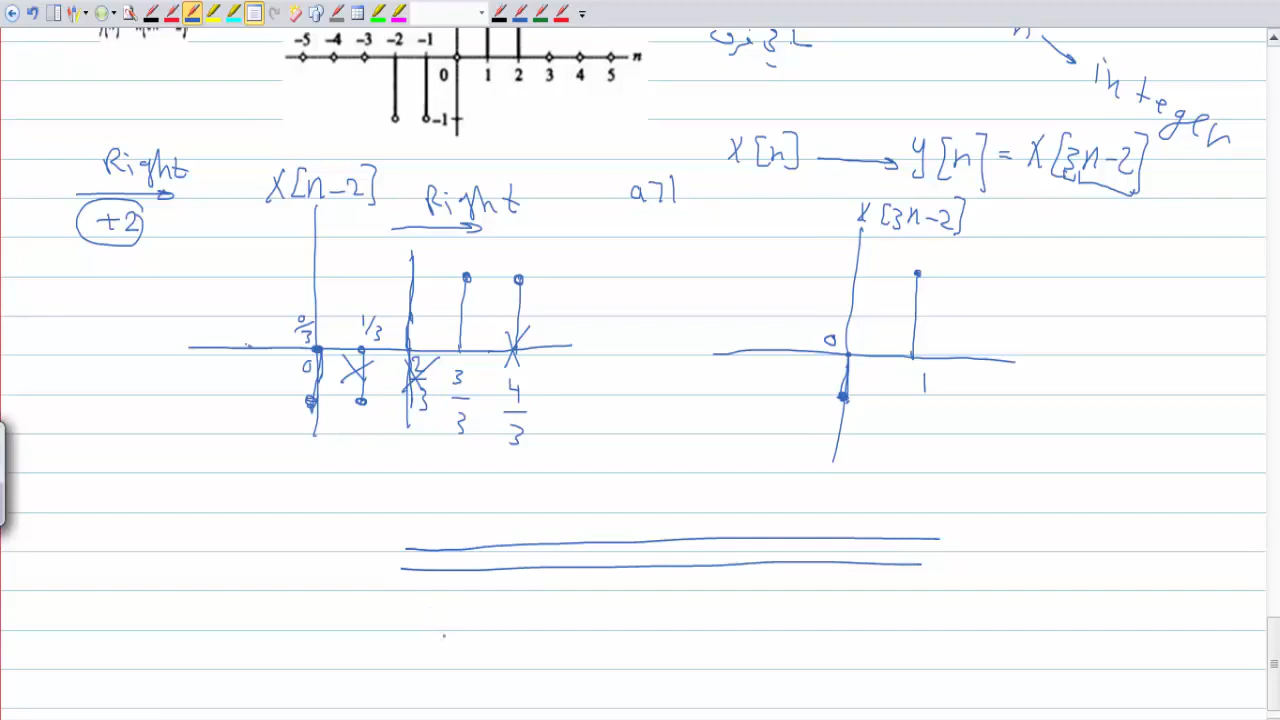 -5 -4 -3 -2 -1
0 1 2 3 4 5 n
-1
n
integer
X[n] y[n] = X[3n-2]
Right
+2
X[n-2]
Right
a>1
X[3n-2]
0/3 1/3
0 2/3 3/3 4/3
0
1